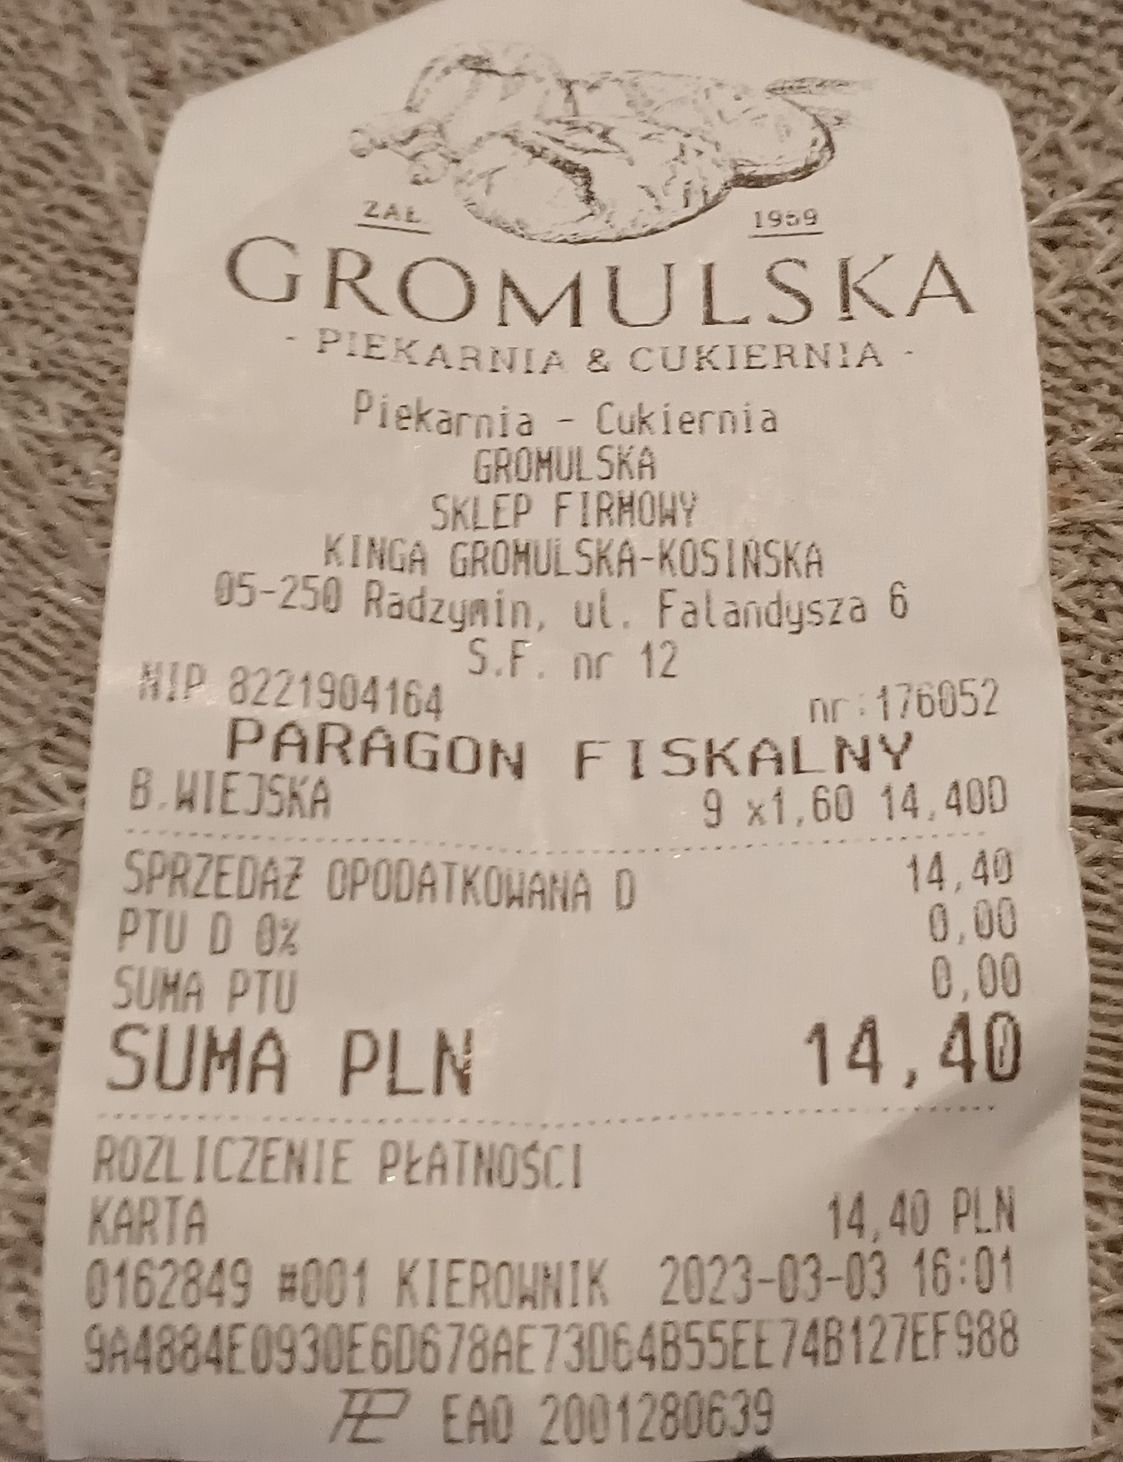 ZAŁ 1959
GROMULSKA
- PIEKARNIA & CUKIERNIA -
Piekarnia - Cukiernia
GROMULSKA
SKLEP FIRMOWY
KINGA GROMULSKA-KOSIŃSKA
05-250 Radzymin, ul. Falandysza 6
S.F. nr 12
NIP 8221904164 nr:176052
PARAGON FISKALNY
B.WIEJSKA 9 x1,60 14,40D
SPRZEDAŻ OPODATKOWANA D 14,40
PTU D 0% 0,00
SUMA PTU 0,00
SUMA PLN 14,40
ROZLICZENIE PŁATNOŚCI
KARTA 14,40 PLN
0162849 #001 KIEROWNIK 2023-03-03 16:01
9A4884E0930E6D678AE73D64B55EE74B127EF988
EAO 2001280639